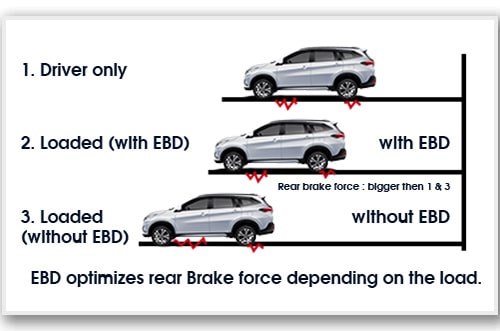 1. Driver only
2. Loaded (with EBD)
with EBD
Rear brake force : bigger then 1 & 3
3. Loaded
(without EBD)
without EBD
EBD optimizes rear Brake force depending on the load.